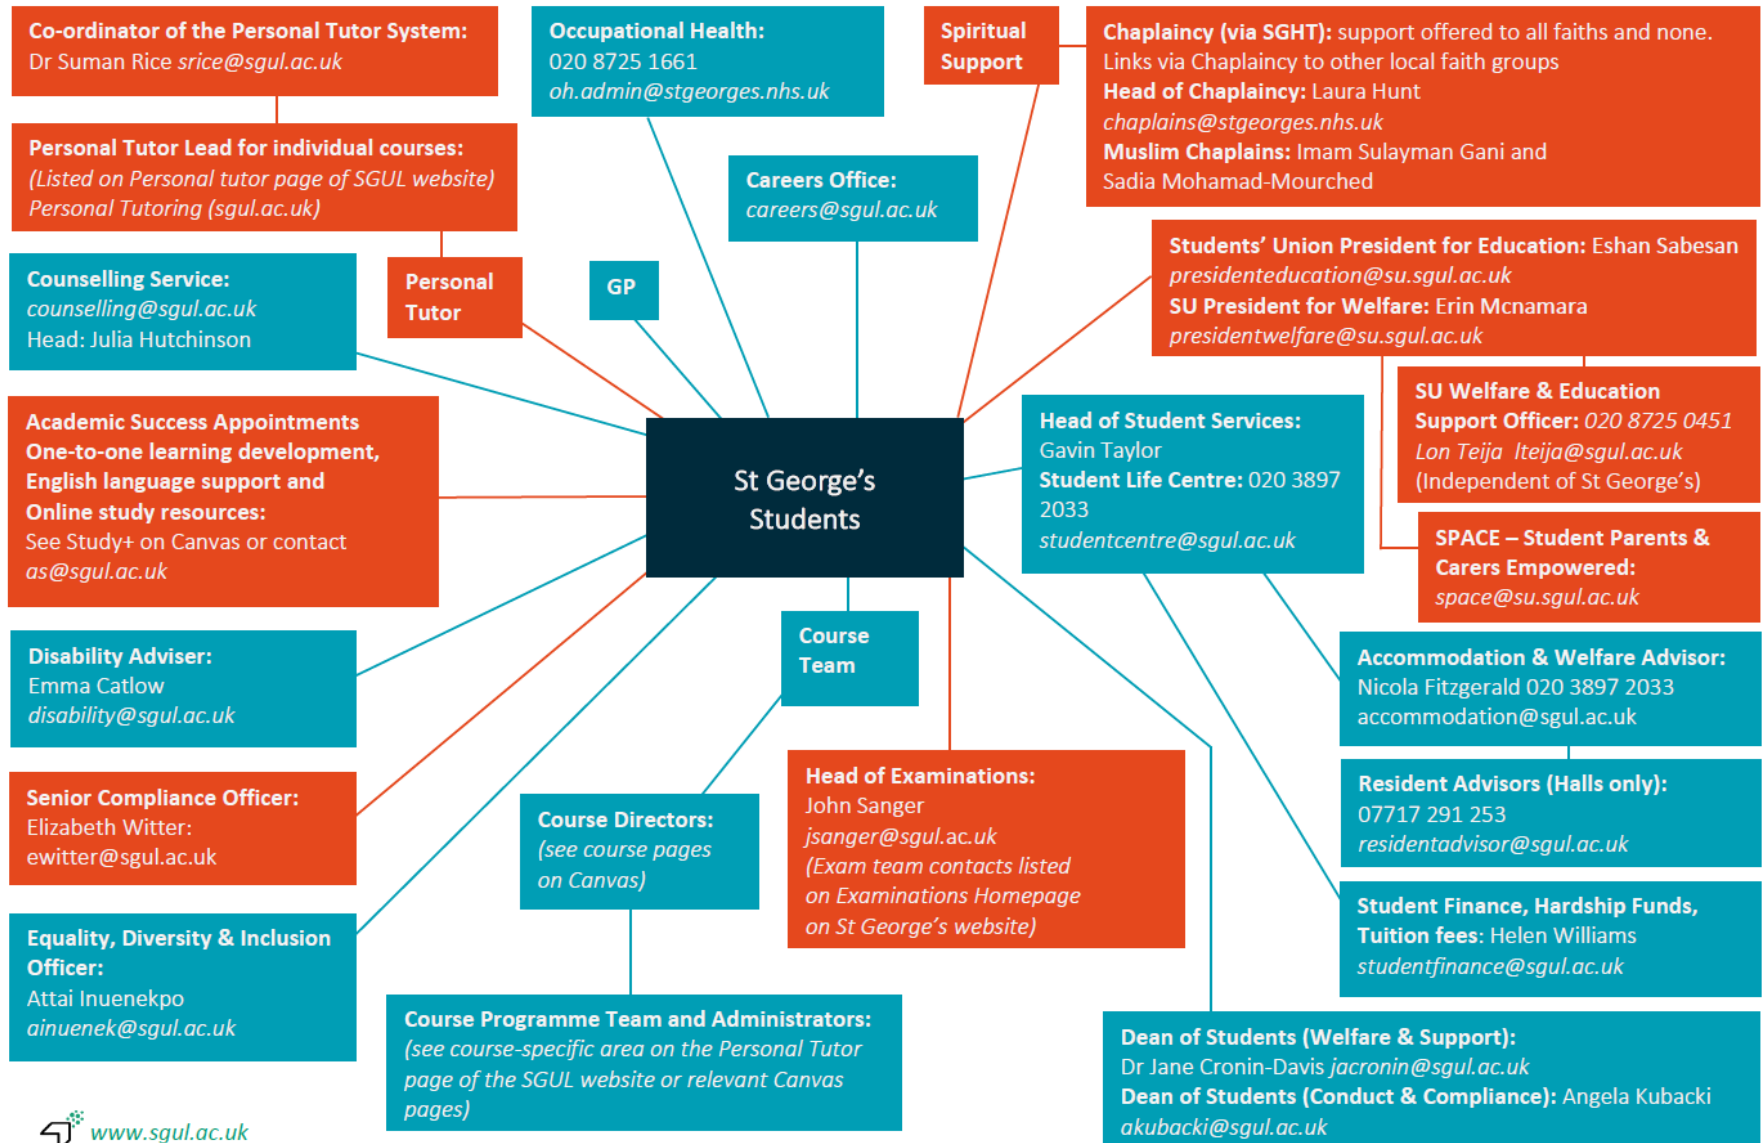 Co-ordinator of the Personal Tutor System:
Dr Suman Rice srice@sgul.ac.uk
Personal Tutor Lead for individual courses:
(Listed on Personal tutor page of SGUL website)
Personal Tutoring (sgul.ac.uk)
Personal
Tutor
Occupational Health:
020 8725 1661
oh.admin@stgeorges.nhs.uk
Careers Office:
careers@sgul.ac.uk
GP
Spiritual
Support
Chaplaincy (via SGHT): support offered to all faiths and none.
Links via Chaplaincy to other local faith groups
Head of Chaplaincy: Laura Hunt
chaplains@stgeorges.nhs.uk
Muslim Chaplains: Imam Sulayman Gani and
Sadia Mohamad-Mourched
Students’ Union President for Education: Eshan Sabesan
presidenteducation@su.sgul.ac.uk
SU President for Welfare: Erin Mcnamara
presidentwelfare@su.sgul.ac.uk
SU Welfare & Education
Support Officer: 020 8725 0451
Lon Teija lteija@sgul.ac.uk
(Independent of St George’s)
SPACE – Student Parents &
Carers Empowered:
space@su.sgul.ac.uk
Counselling Service:
counselling@sgul.ac.uk
Head: Julia Hutchinson
Academic Success Appointments
One-to-one learning development,
English language support and
Online study resources:
See Study+ on Canvas or contact
as@sgul.ac.uk
St George’s
Students
Head of Student Services:
Gavin Taylor
Student Life Centre: 020 3897
2033
studentcentre@sgul.ac.uk
Disability Adviser:
Emma Catlow
disability@sgul.ac.uk
Senior Compliance Officer:
Elizabeth Witter:
ewitter@sgul.ac.uk
Equality, Diversity & Inclusion
Officer:
Attai Inuenekpo
ainuenek@sgul.ac.uk
Course
Team
Course Directors:
(see course pages
on Canvas)
Course Programme Team and Administrators:
(see course-specific area on the Personal Tutor
page of the SGUL website or relevant Canvas
pages)
Head of Examinations:
John Sanger
jsanger@sgul.ac.uk
(Exam team contacts listed
on Examinations Homepage
on St George’s website)
Accommodation & Welfare Advisor:
Nicola Fitzgerald 020 3897 2033
accommodation@sgul.ac.uk
Resident Advisors (Halls only):
07717 291 253
residentadvisor@sgul.ac.uk
Student Finance, Hardship Funds,
Tuition fees: Helen Williams
studentfinance@sgul.ac.uk
Dean of Students (Welfare & Support):
Dr Jane Cronin-Davis jacronin@sgul.ac.uk
Dean of Students (Conduct & Compliance): Angela Kubacki
akubacki@sgul.ac.uk
www.sgul.ac.uk